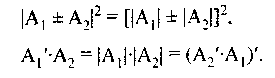 |A₁ ± A₂|² = [|A₁| ± |A₂|]²,
A₁′·A₂ = |A₁|·|A₂| = (A₂′·A₁)′.